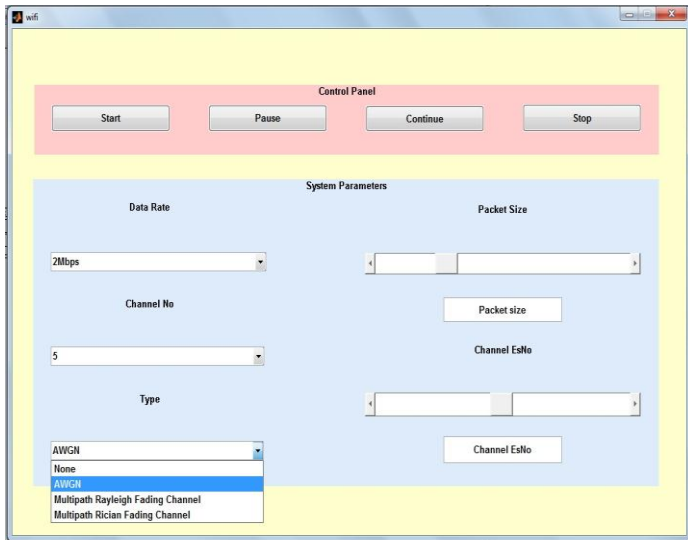 wifi
Control Panel
Start
Pause
Continue
Stop
System Parameters
Data Rate
Packet Size
2Mbps
Channel No
Packet size
5
Channel EsNo
Type
AWGN
Channel EsNo
None
AWGN
Multipath Rayleigh Fading Channel
Multipath Rician Fading Channel